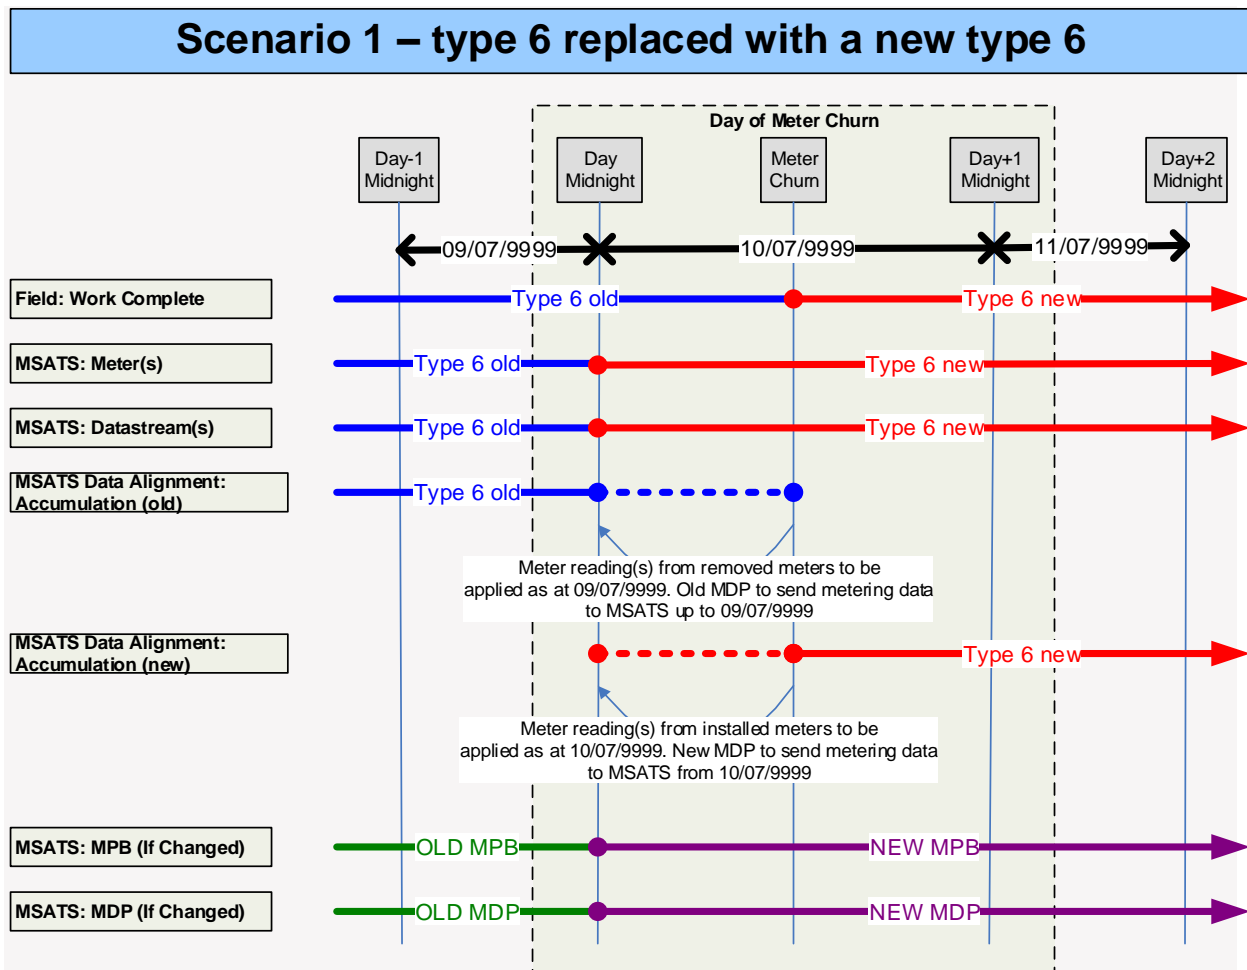 Scenario 1 – type 6 replaced with a new type 6
Day of Meter Churn
Day-1
Midnight
Day
Midnight
Meter
Churn
Day+1
Midnight
Day+2
Midnight
09/07/9999
10/07/9999
11/07/9999
Field: Work Complete
Type 6 old
Type 6 new
MSATS: Meter(s)
Type 6 old
Type 6 new
MSATS: Datastream(s)
Type 6 old
Type 6 new
MSATS Data Alignment:
Accumulation (old)
Type 6 old
Meter reading(s) from removed meters to be
applied as at 09/07/9999. Old MDP to send metering data
to MSATS up to 09/07/9999
MSATS Data Alignment:
Accumulation (new)
Type 6 new
Meter reading(s) from installed meters to be
applied as at 10/07/9999. New MDP to send metering data
to MSATS from 10/07/9999
MSATS: MPB (If Changed)
OLD MPB
NEW MPB
MSATS: MDP (If Changed)
OLD MDP
NEW MDP